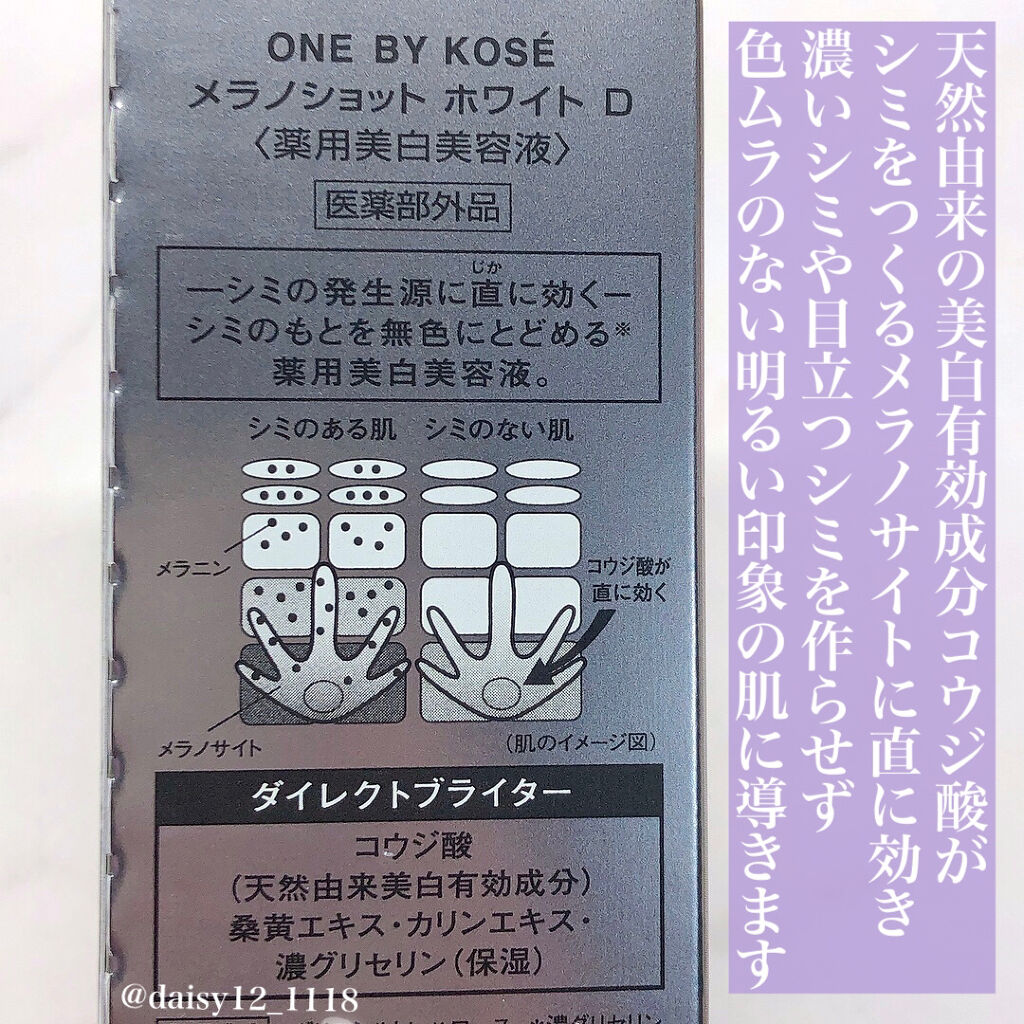 ONE BY KOSÉ
メラノショット ホワイト D
〈薬用美白美容液〉
医薬部外品
じか
―シミの発生源に直に効く―
シミのもとを無色にとどめる※
薬用美白美容液。
シミのある肌 シミのない肌
メラニン
コウジ酸が
直に効く
メラノサイト
(肌のイメージ図)
ダイレクトブライター
コウジ酸
(天然由来美白有効成分)
桑黄エキス・カリンエキス・
濃グリセリン(保湿)
天然由来の美白有効成分コウジ酸が
シミをつくるメラノサイトに直に効き
濃いシミや目立つシミを作らせず
色ムラのない明るい印象の肌に導きます
@daisy12_1118